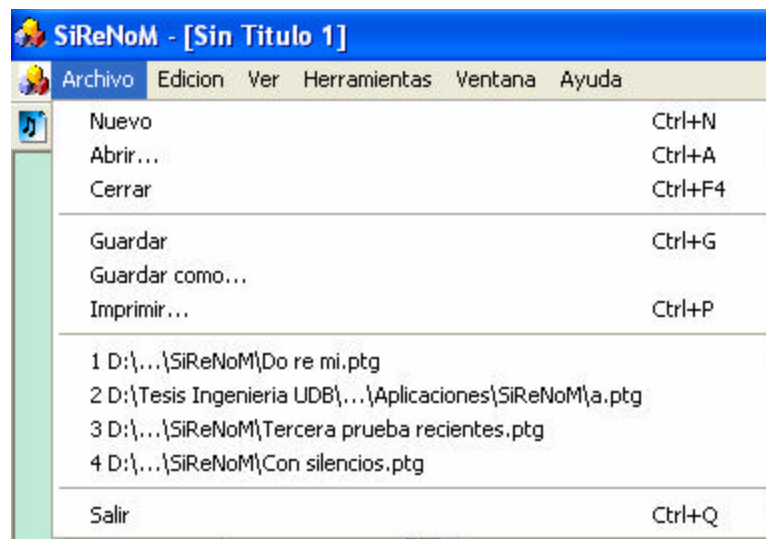 SiReNoM - [Sin Titulo 1]
Archivo Edicion Ver Herramientas Ventana Ayuda
Nuevo Ctrl+N
Abrir... Ctrl+A
Cerrar Ctrl+F4
Guardar Ctrl+G
Guardar como...
Imprimir... Ctrl+P
1 D:\...\SiReNoM\Do re mi.ptg
2 D:\Tesis Ingenieria UDB\...\Aplicaciones\SiReNoM\a.ptg
3 D:\...\SiReNoM\Tercera prueba recientes.ptg
4 D:\...\SiReNoM\Con silencios.ptg
Salir Ctrl+Q